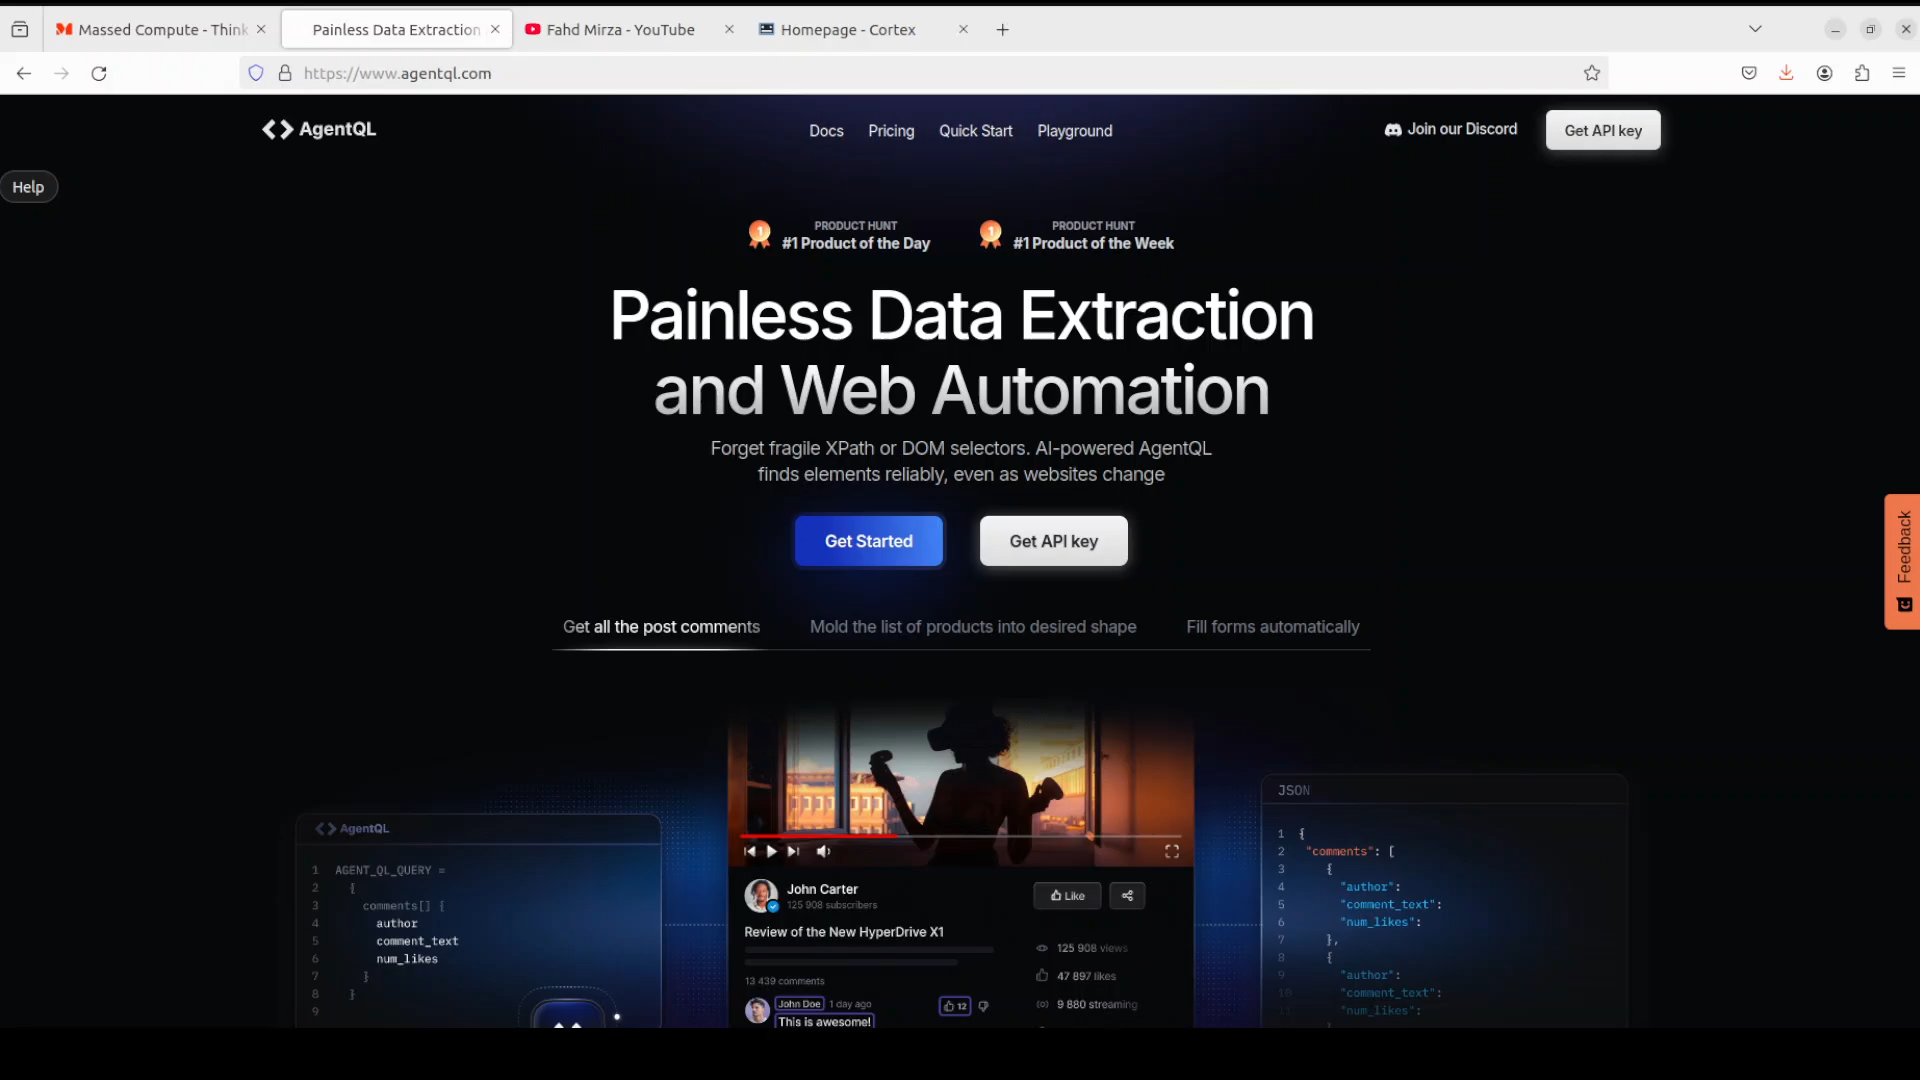 Massed Compute - Think
Painless Data Extraction
Fahd Mirza - YouTube
Homepage - Cortex
https://www.agentql.com
AgentQL
Docs
Pricing
Quick Start
Playground
Join our Discord
Get API key
Help
PRODUCT HUNT
#1 Product of the Day
PRODUCT HUNT
#1 Product of the Week
Painless Data Extraction
and Web Automation
Forget fragile XPath or DOM selectors. AI-powered AgentQL
finds elements reliably, even as websites change
Get Started
Get API key
Feedback
Get all the post comments
Mold the list of products into desired shape
Fill forms automatically
AgentQL
1 AGENT_QL_QUERY =
2 {
3 comments[] {
4 author
5 comment_text
6 num_likes
7 }
8 }
9
John Carter
125 908 subscribers
Like
Review of the New HyperDrive X1
125 908 views
13 439 comments
47 897 likes
John Doe 1 day ago
12
9 880 streaming
This is awesome!
JSON
1 {
2 "comments": [
3 {
4 "author":
5 "comment_text":
6 "num_likes":
7 },
8 {
9 "author":
10 "comment_text":
11 "num_likes":